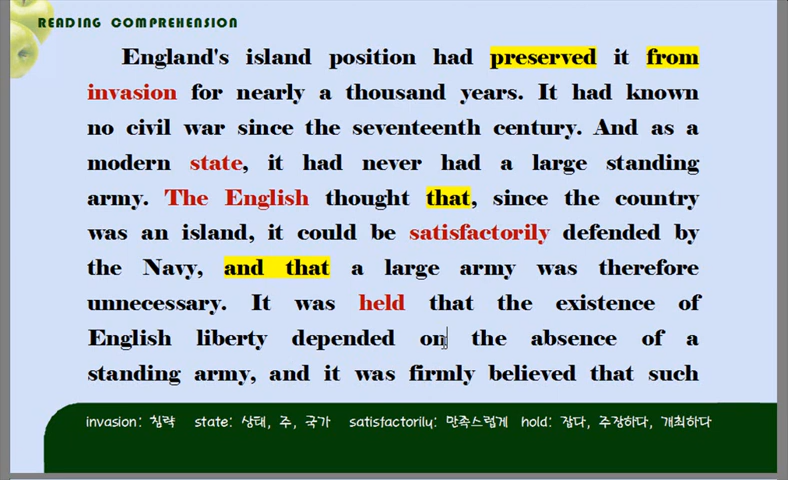 READING COMPREHENSION
England's island position had preserved it from
invasion for nearly a thousand years. It had known
no civil war since the seventeenth century. And as a
modern state, it had never had a large standing
army. The English thought that, since the country
was an island, it could be satisfactorily defended by
the Navy, and that a large army was therefore
unnecessary. It was held that the existence of
English liberty depended on the absence of a
standing army, and it was firmly believed that such
invasion: 침략 state: 상태, 주, 국가 satisfactorily: 만족스럽게 hold: 잡다, 주장하다, 개최하다